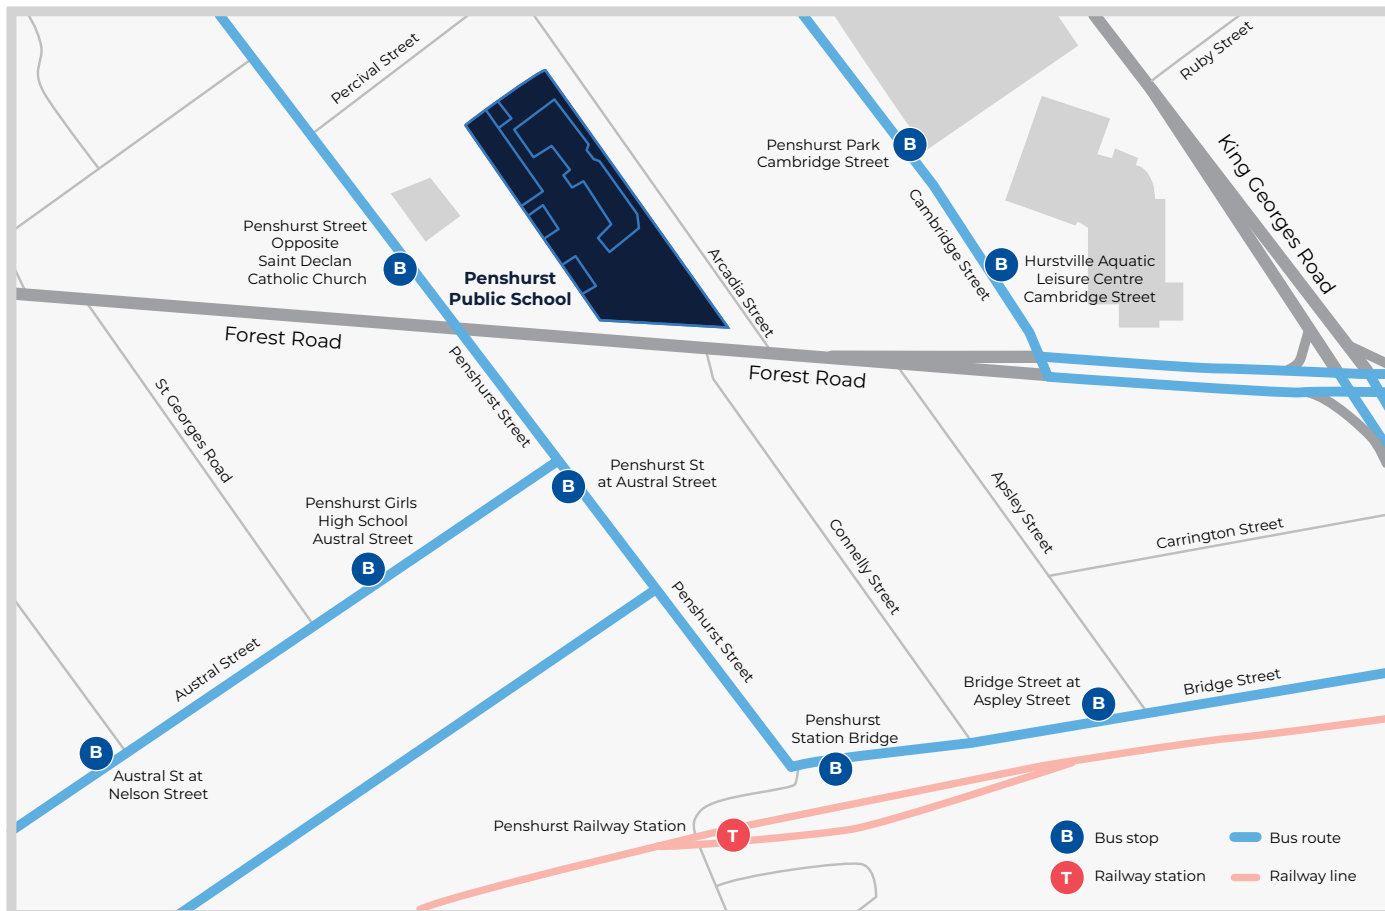 Percival Street
Ruby Street
King Georges Road
Penshurst Park
Cambridge Street
B
Cambridge Street
Penshurst Street
Opposite
Saint Declan
Catholic Church
B
Penshurst
Public School
Arcadia Street
B
Hurstville Aquatic
Leisure Centre
Cambridge Street
Forest Road
Forest Road
Penshurst Street
St Georges Road
Penshurst St
at Austral Street
B
Penshurst Girls
High School
Austral Street
B
Apsley Street
Connelly Street
Carrington Street
Penshurst Street
Austral Street
Bridge Street at
Aspley Street
B
Bridge Street
Penshurst
Station Bridge
B
B
Austral St at
Nelson Street
Penshurst Railway Station
T
B
Bus stop
Bus route
T
Railway station
Railway line